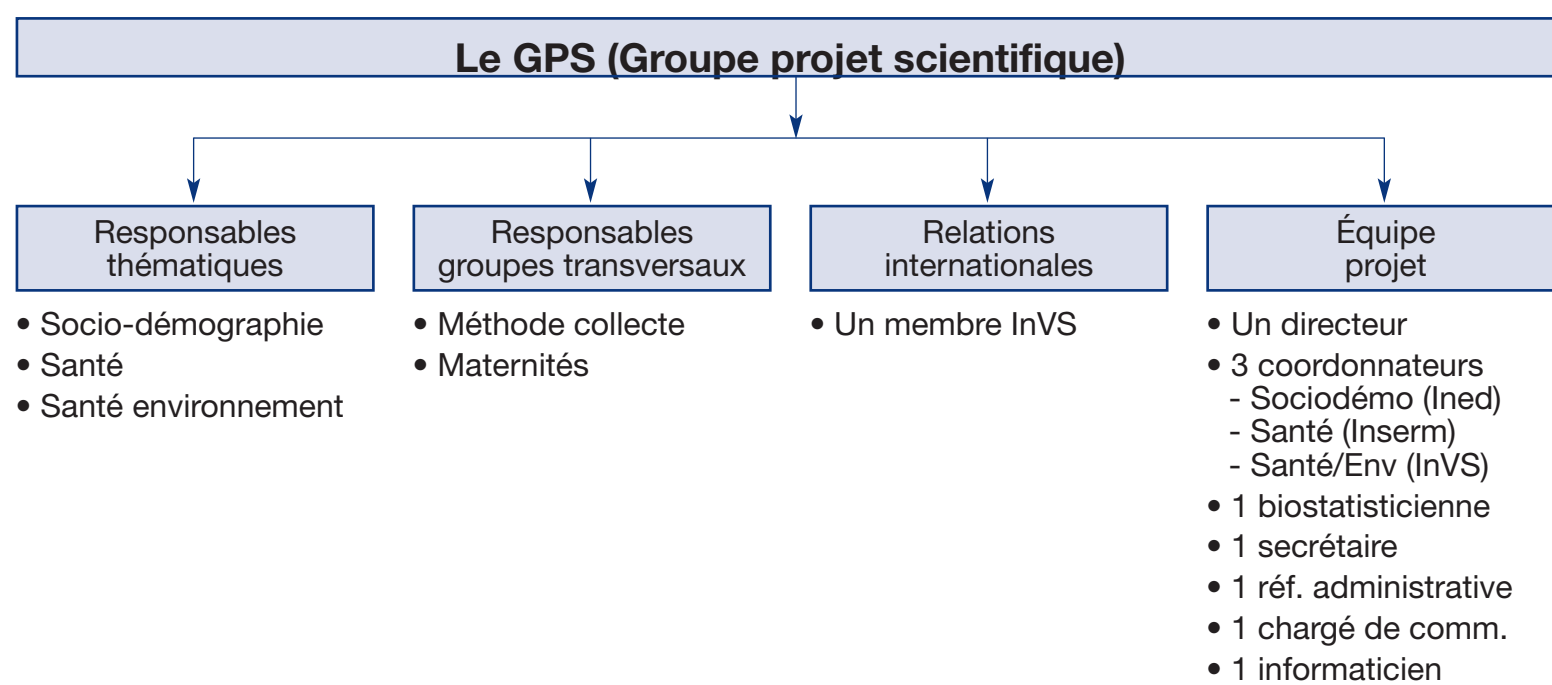 Le GPS (Groupe projet scientifique)
Responsables
thématiques
• Socio-démographie
• Santé
• Santé environnement
Responsables
groupes transversaux
• Méthode collecte
• Maternités
Relations
internationales
• Un membre InVS
Équipe
projet
• Un directeur
• 3 coordonnateurs
- Sociodémo (Ined)
- Santé (Inserm)
- Santé/Env (InVS)
• 1 biostatisticienne
• 1 secrétaire
• 1 réf. administrative
• 1 chargé de comm.
• 1 informaticien